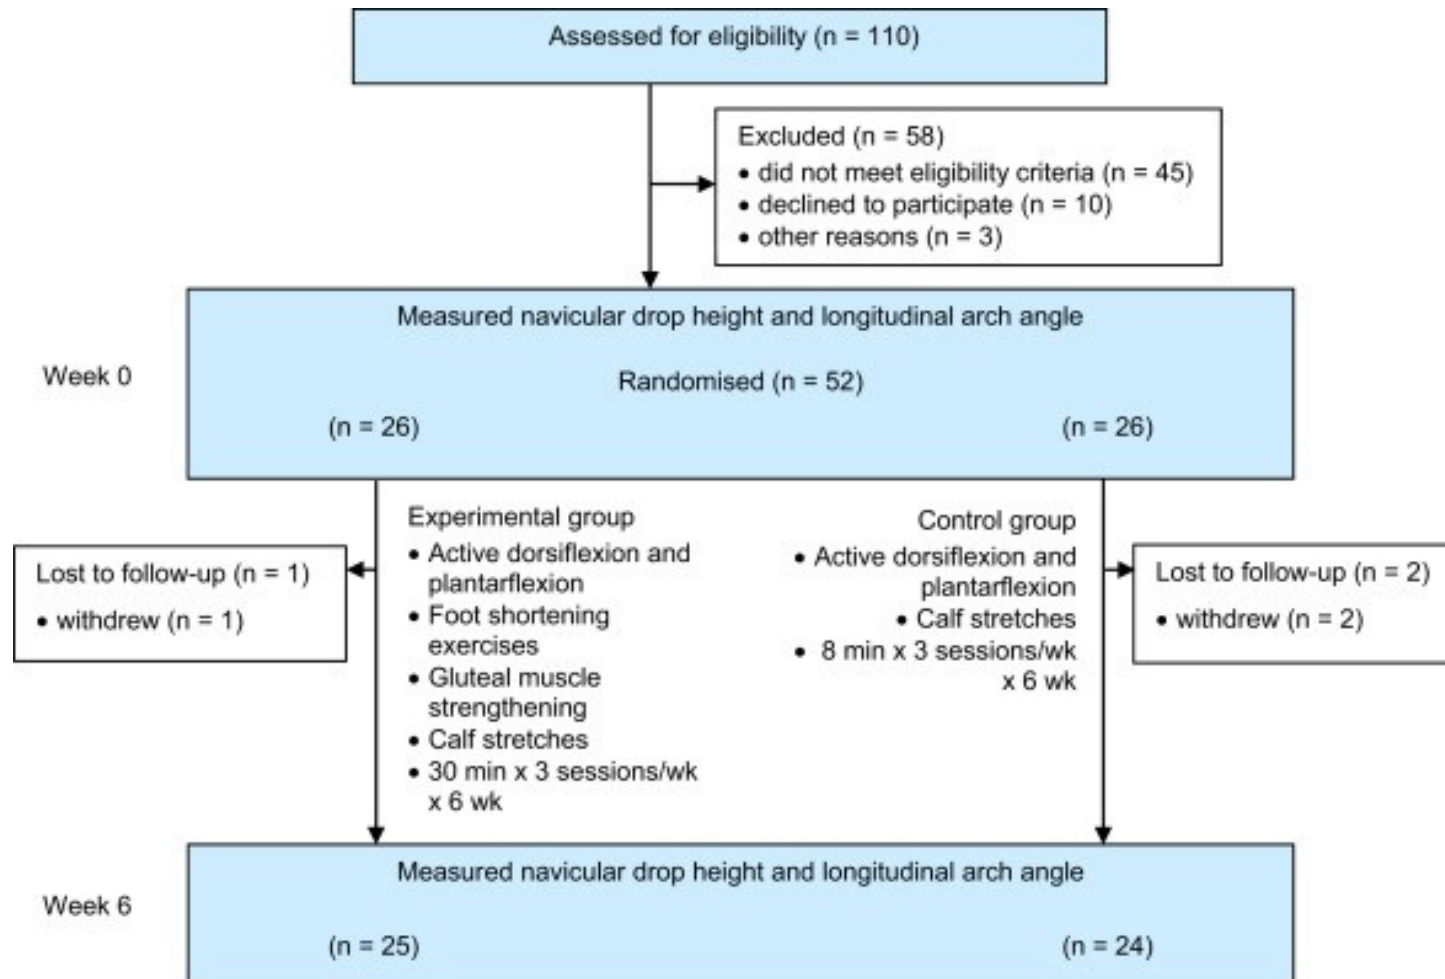 Assessed for eligibility (n = 110)
Excluded (n = 58)
• did not meet eligibility criteria (n = 45)
• declined to participate (n = 10)
• other reasons (n = 3)
Measured navicular drop height and longitudinal arch angle
Week 0
Randomised (n = 52)
(n = 26)
(n = 26)
Experimental group
• Active dorsiflexion and
plantarflexion
• Foot shortening
exercises
• Gluteal muscle
strengthening
• Calf stretches
• 30 min x 3 sessions/wk
x 6 wk
Control group
• Active dorsiflexion and
plantarflexion
• Calf stretches
• 8 min x 3 sessions/wk
x 6 wk
Lost to follow-up (n = 1)
• withdrew (n = 1)
Lost to follow-up (n = 2)
• withdrew (n = 2)
Measured navicular drop height and longitudinal arch angle
Week 6
(n = 25)
(n = 24)